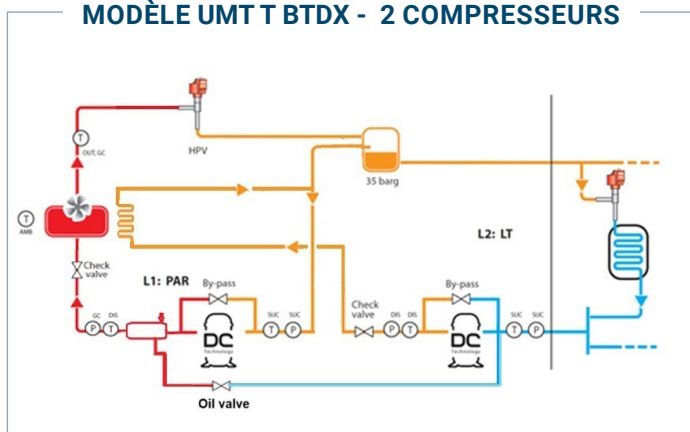 MODÈLE UMT T BTDX - 2 COMPRESSEURS
T
OUT, GC
HPV
35 barg
T
AMB
L2: LT
Check
valve
L1: PAR
By-pass
By-pass
GC DIS
P T
SUC SUC
T P
Check
valve
DIS DIS
P T
SUC SUC
T P
DC
Technology
DC
Technology
Oil valve